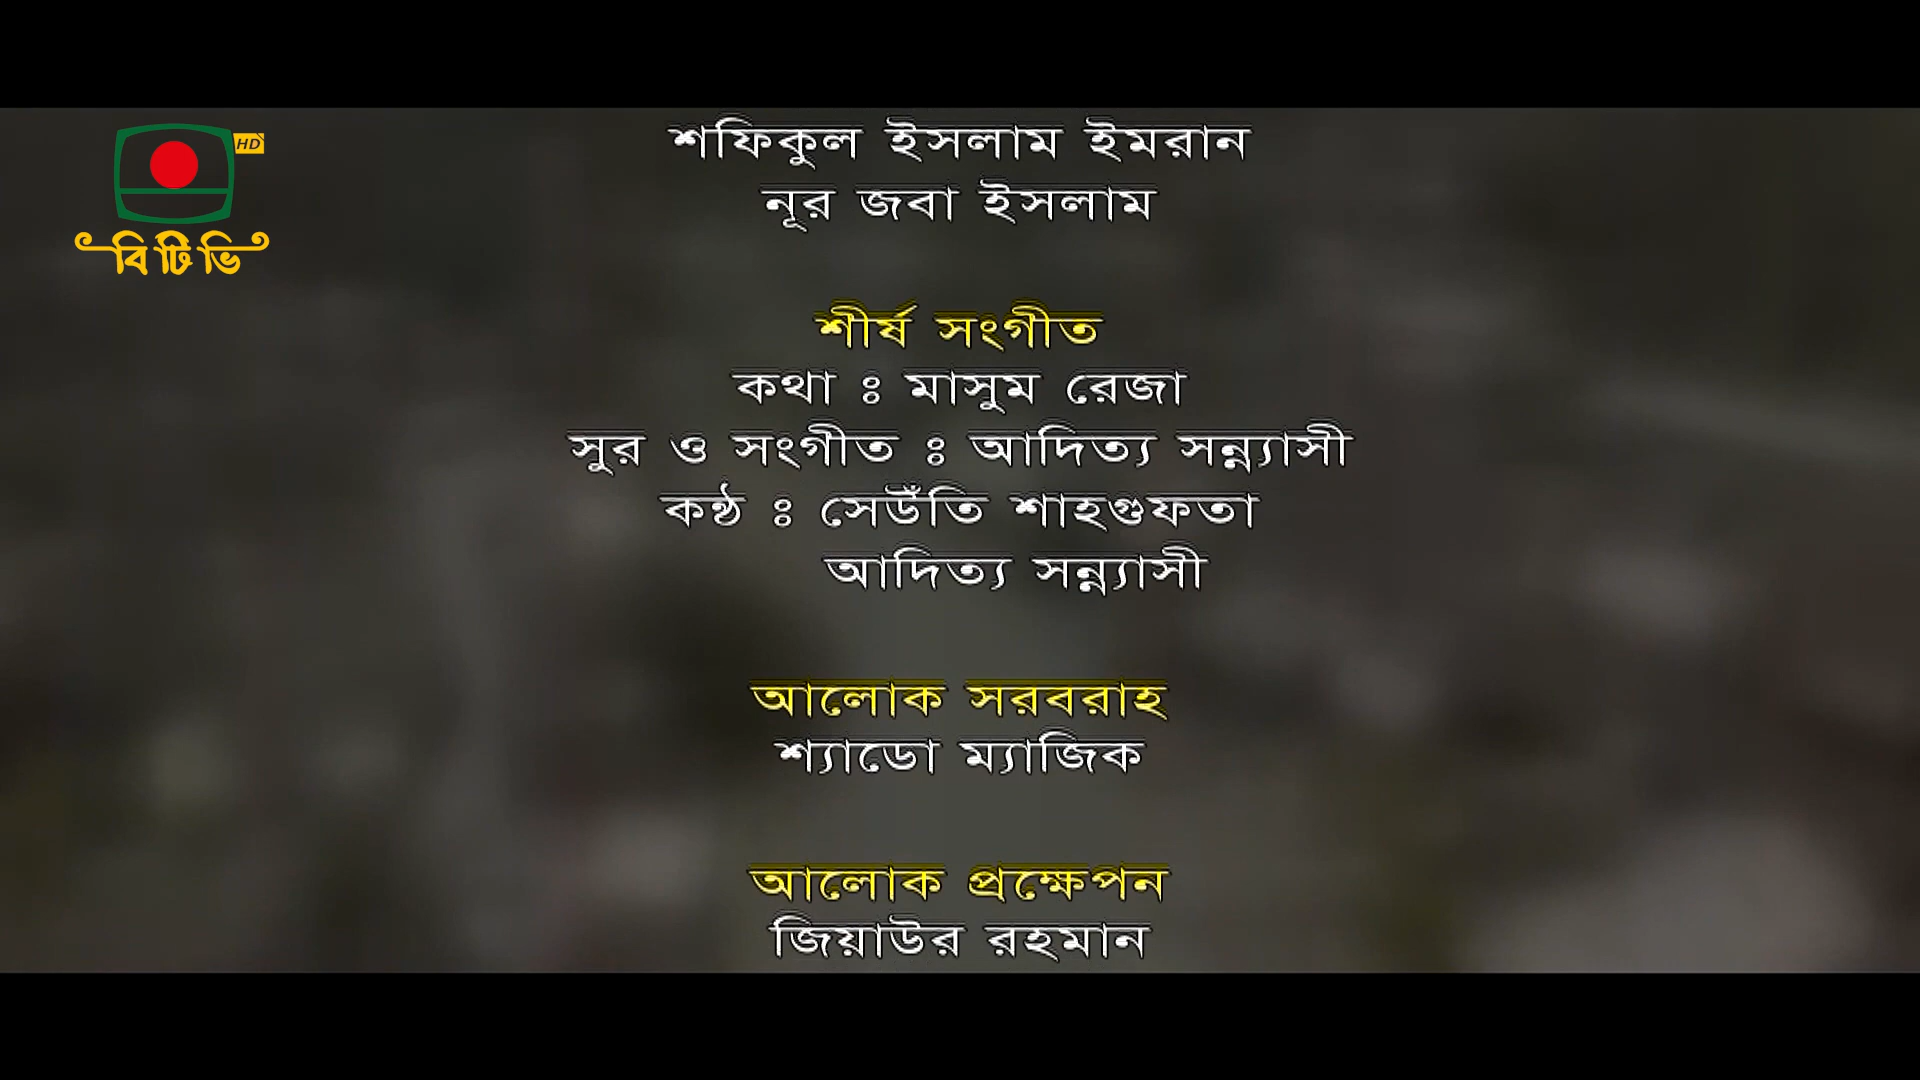 শফিকুল ইসলাম ইমরান
নূর জবা ইসলাম
HD
বিটিভি
শীর্ষ সংগীত
কথা ঃ মাসুম রেজা
সুর ও সংগীত ঃ আদিত্য সন্ন্যাসী
কন্ঠ ঃ সেউঁতি শাহগুফতা
আদিত্য সন্ন্যাসী
আলোক সরবরাহ
শ্যাডো ম্যাজিক
আলোক প্রক্ষেপন
জিয়াউর রহমান